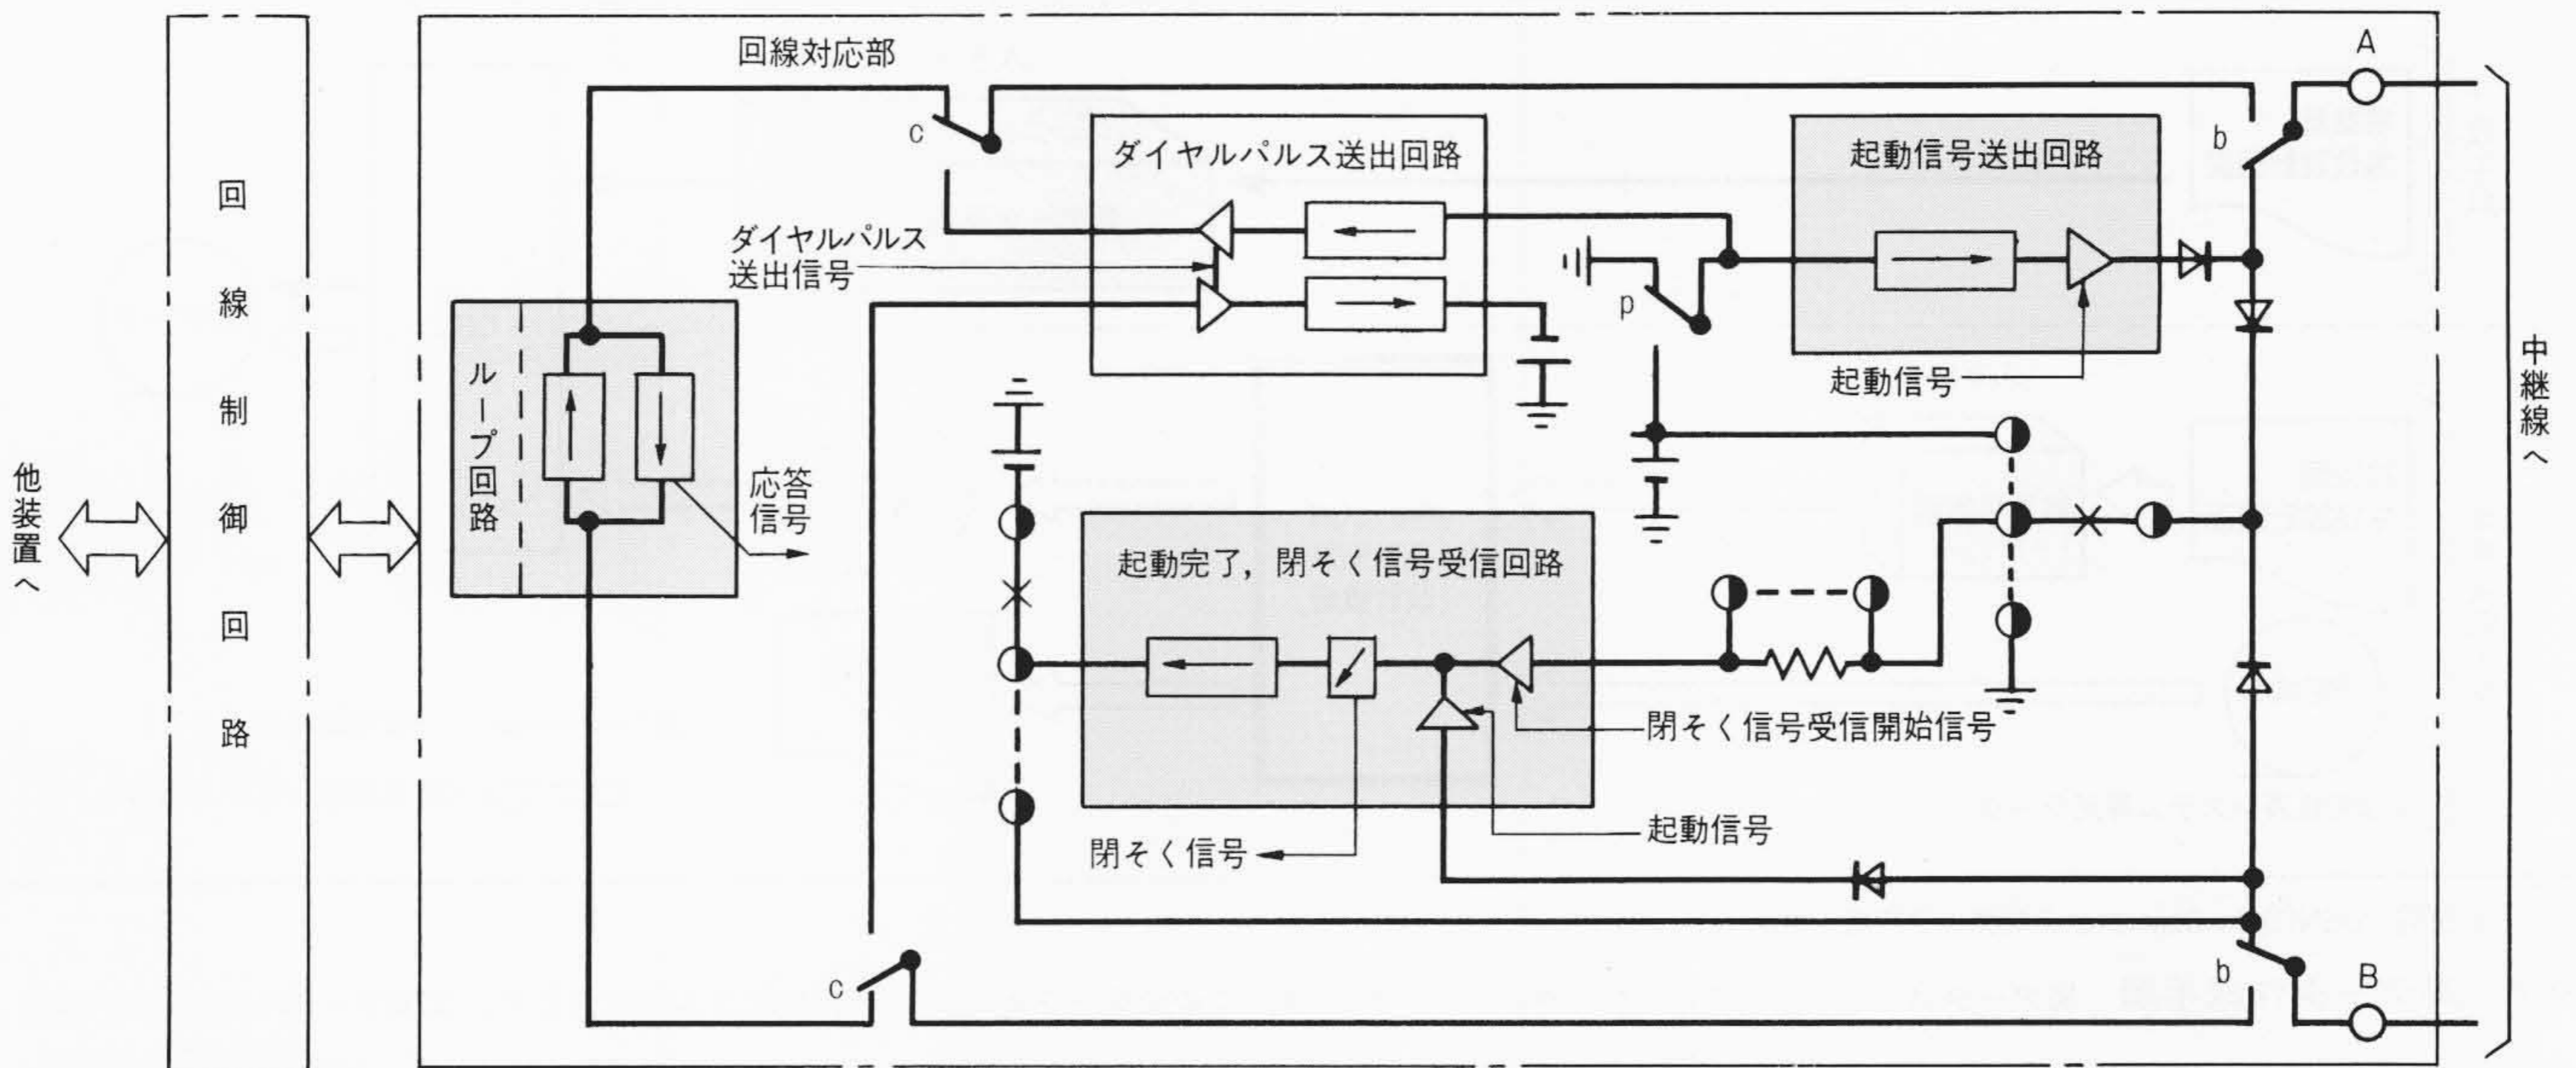 回線対応部
A
c
ダイヤルパルス送出回路
起動信号送出回路
b
ダイヤルパルス
送出信号
p
起動信号
回線制御回路
ループ回路
中継線へ
他装置へ
応答
信号
起動完了，閉そく信号受信回路
閉そく信号受信開始信号
起動信号
閉そく信号
c
b
B